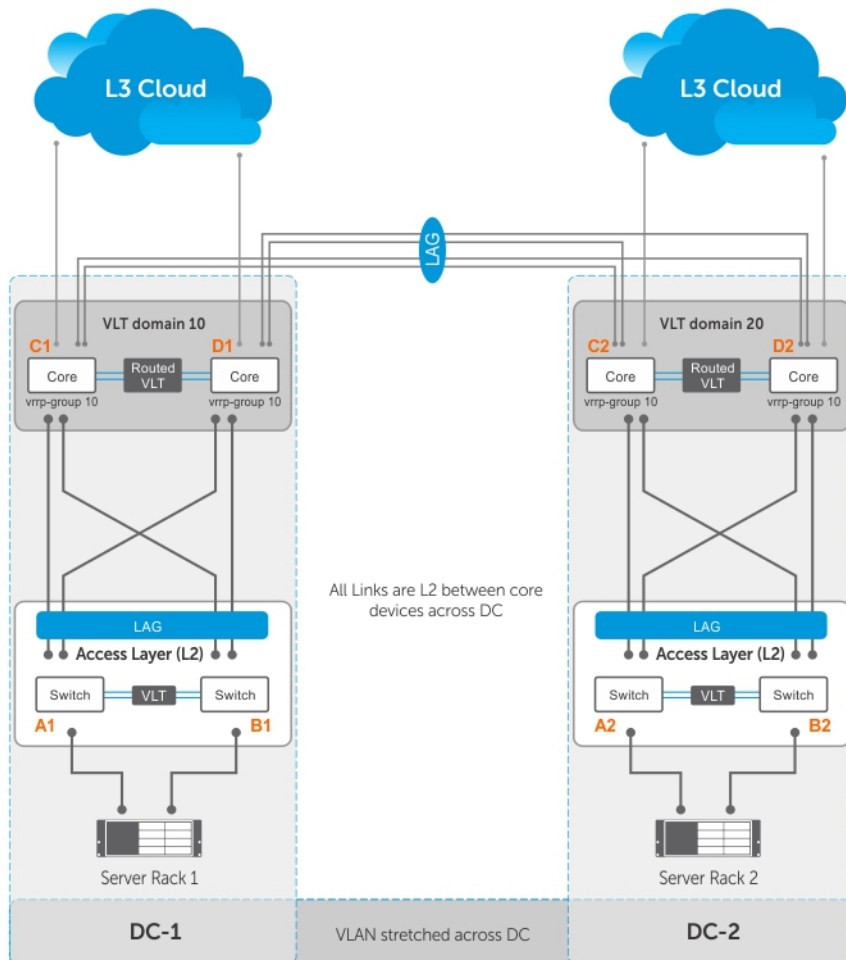 L3 Cloud
L3 Cloud
LAG
VLT domain 10
C1
D1
Core
Routed
VLT
Core
vrrp-group 10
vrrp-group 10
VLT domain 20
C2
D2
Core
Routed
VLT
Core
vrrp-group 10
vrrp-group 10
All Links are L2 between core
devices across DC
LAG
Access Layer (L2)
Switch
VLT
Switch
A1
B1
LAG
Access Layer (L2)
Switch
VLT
Switch
A2
B2
Server Rack 1
Server Rack 2
DC-1
VLAN stretched across DC
DC-2